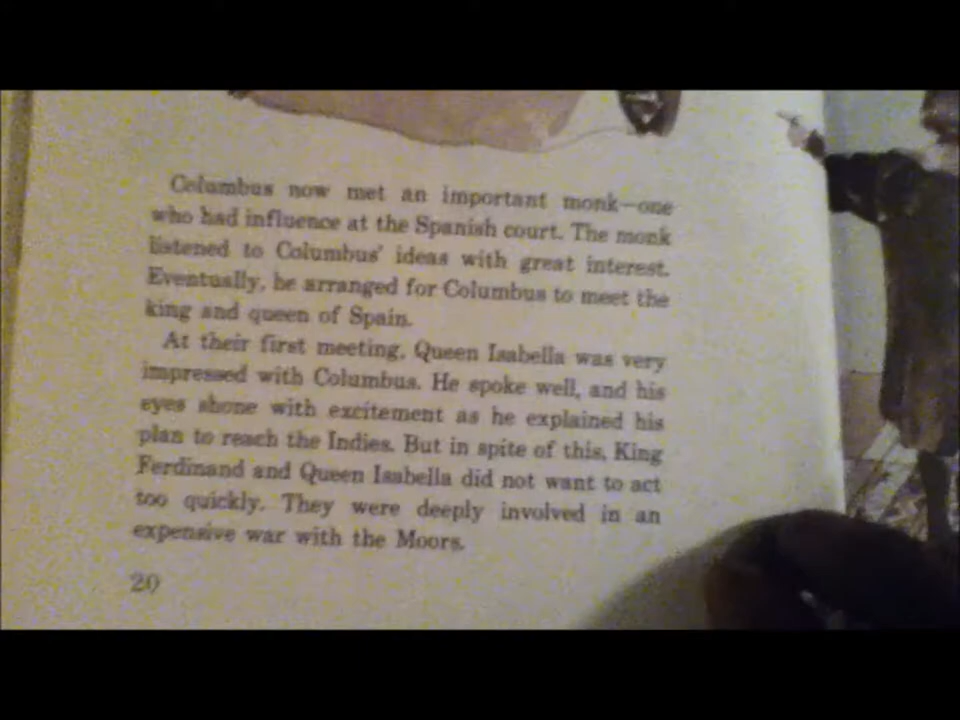 Columbus now met an important monk—one
who had influence at the Spanish court. The monk
listened to Columbus' ideas with great interest.
Eventually, he arranged for Columbus to meet the
king and queen of Spain.
At their first meeting, Queen Isabella was very
impressed with Columbus. He spoke well, and his
eyes shone with excitement as he explained his
plan to reach the Indies. But in spite of this, King
Ferdinand and Queen Isabella did not want to act
too quickly. They were deeply involved in an
expensive war with the Moors.
20